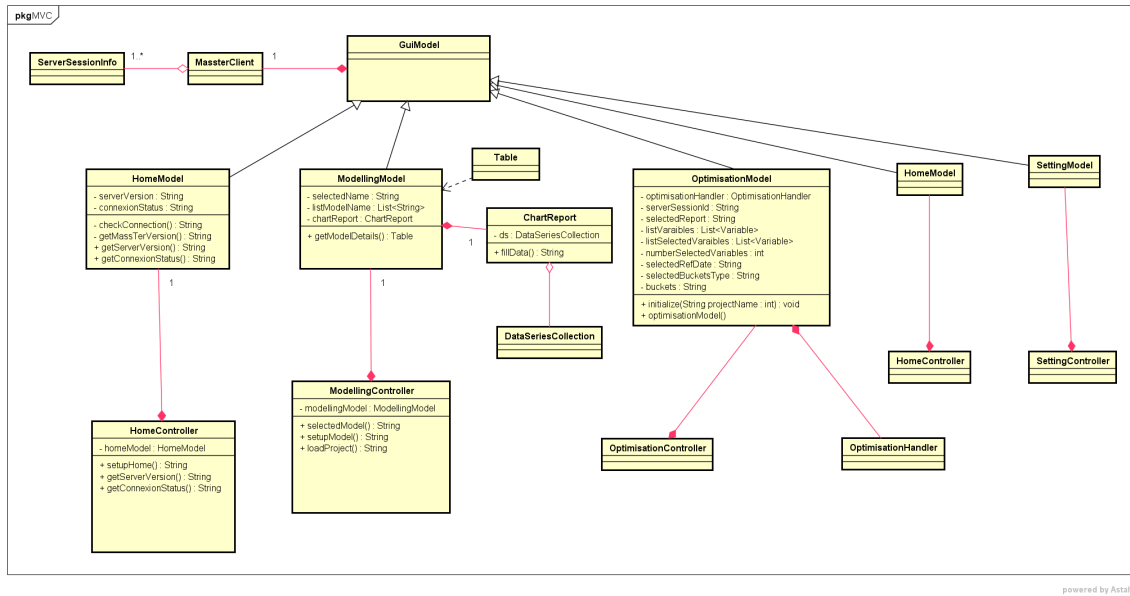 pkg MVC
GuiModel
ServerSessionInfo
1..*
MassterClient
1
Table
HomeModel
- serverVersion : String
- connexionStatus : String
- checkConnection() : String
- getMassTerVersion() : String
+ getServerVersion() : String
+ getConnexionStatus() : String
1
ModellingModel
- selectedName : String
- listModelName : List<String>
- chartReport : ChartReport
+ getModelDetails() : Table
1
1
ChartReport
- ds : DataSeriesCollection
+ fillData() : String
DataSeriesCollection
OptimisationModel
- optimisationHandler : OptimisationHandler
- serverSessionId : String
- selectedReport : String
- listVaraibles : List<Variable>
- listSelectedVaraibles : List<Variable>
- numberSelectedVariables : int
- selectedRefDate : String
- selectedBucketsType : String
- buckets : String
+ initialize(String projectName : int) : void
+ optimisationModel()
HomeModel
SettingModel
HomeController
SettingController
ModellingController
- modellingModel : ModellingModel
+ selectedModel() : String
+ setupModel() : String
+ loadProject() : String
HomeController
- homeModel : HomeModel
+ setupHome() : String
+ getServerVersion() : String
+ getConnexionStatus() : String
OptimisationController
OptimisationHandler
powered by Astal